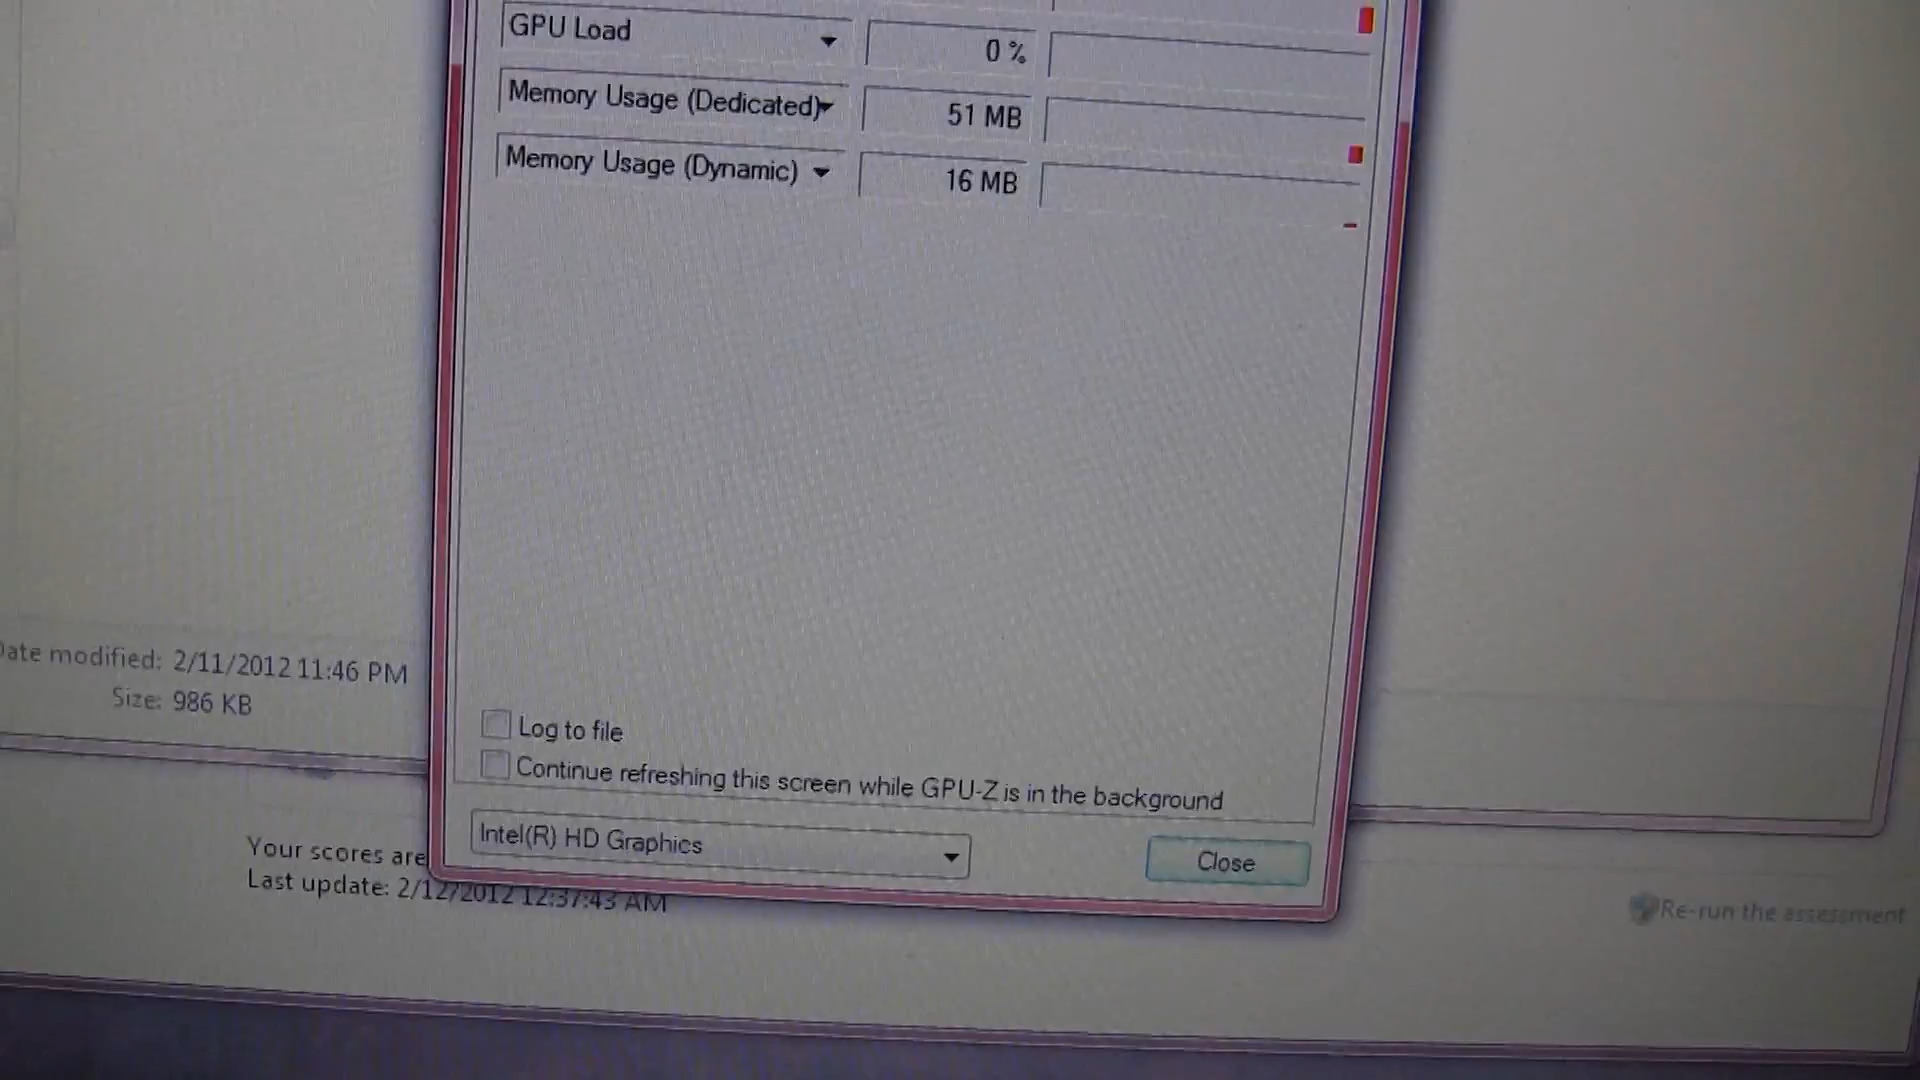 GPU Load
0 %
Memory Usage (Dedicated)
51 MB
Memory Usage (Dynamic)
16 MB
Date modified: 2/11/2012 11:46 PM
Size: 986 KB
Log to file
Continue refreshing this screen while GPU-Z is in the background
Intel(R) HD Graphics
Close
Your scores are
Last update: 2/12/2012 12:37:43 AM
Re-run the assessment